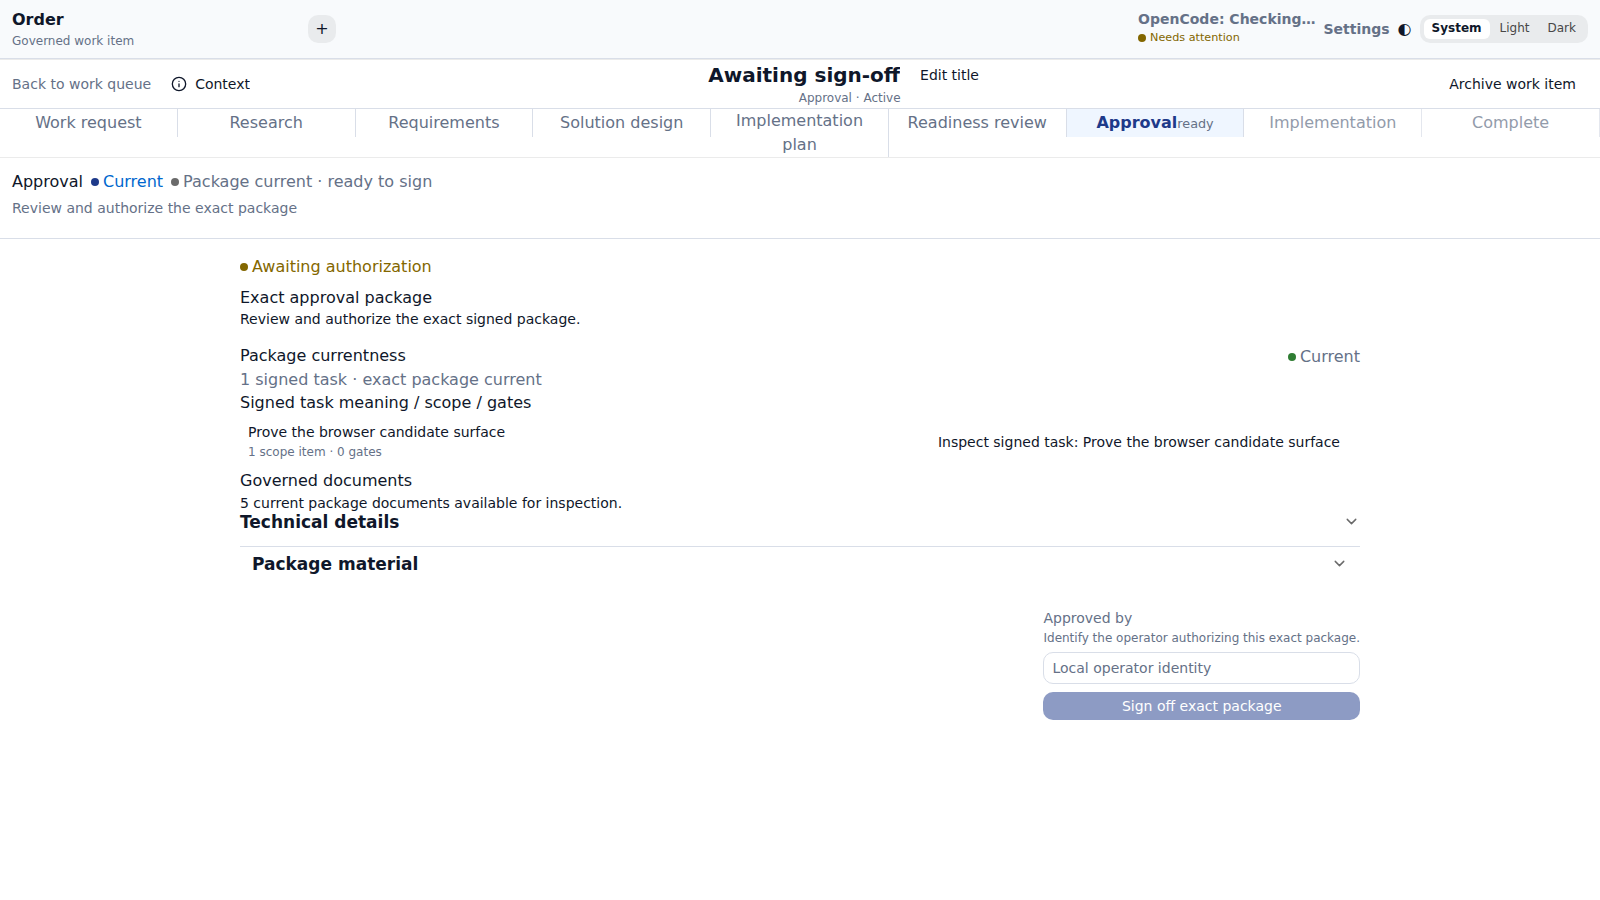 Order
Governed work item
+
OpenCode: Checking...
Needs attention
Settings
System Light Dark
Back to work queue
Context
Awaiting sign-off
Edit title
Approval · Active
Archive work item
Work request
Research
Requirements
Solution design
Implementation
plan
Readiness review
Approvalready
Implementation
Complete
Approval Current Package current · ready to sign
Review and authorize the exact package
Awaiting authorization
Exact approval package
Review and authorize the exact signed package.
Package currentness
Current
1 signed task · exact package current
Signed task meaning / scope / gates
Prove the browser candidate surface
1 scope item · 0 gates
Inspect signed task: Prove the browser candidate surface
Governed documents
5 current package documents available for inspection.
Technical details
Package material
Approved by
Identify the operator authorizing this exact package.
Local operator identity
Sign off exact package